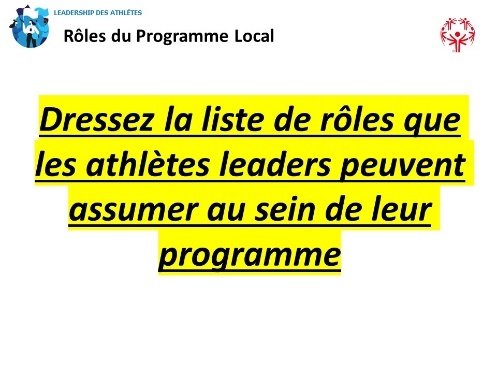 LEADERSHIP DES ATHLÈTES
Rôles du Programme Local
Dressez la liste de rôles que
les athlètes leaders peuvent
assumer au sein de leur
programme